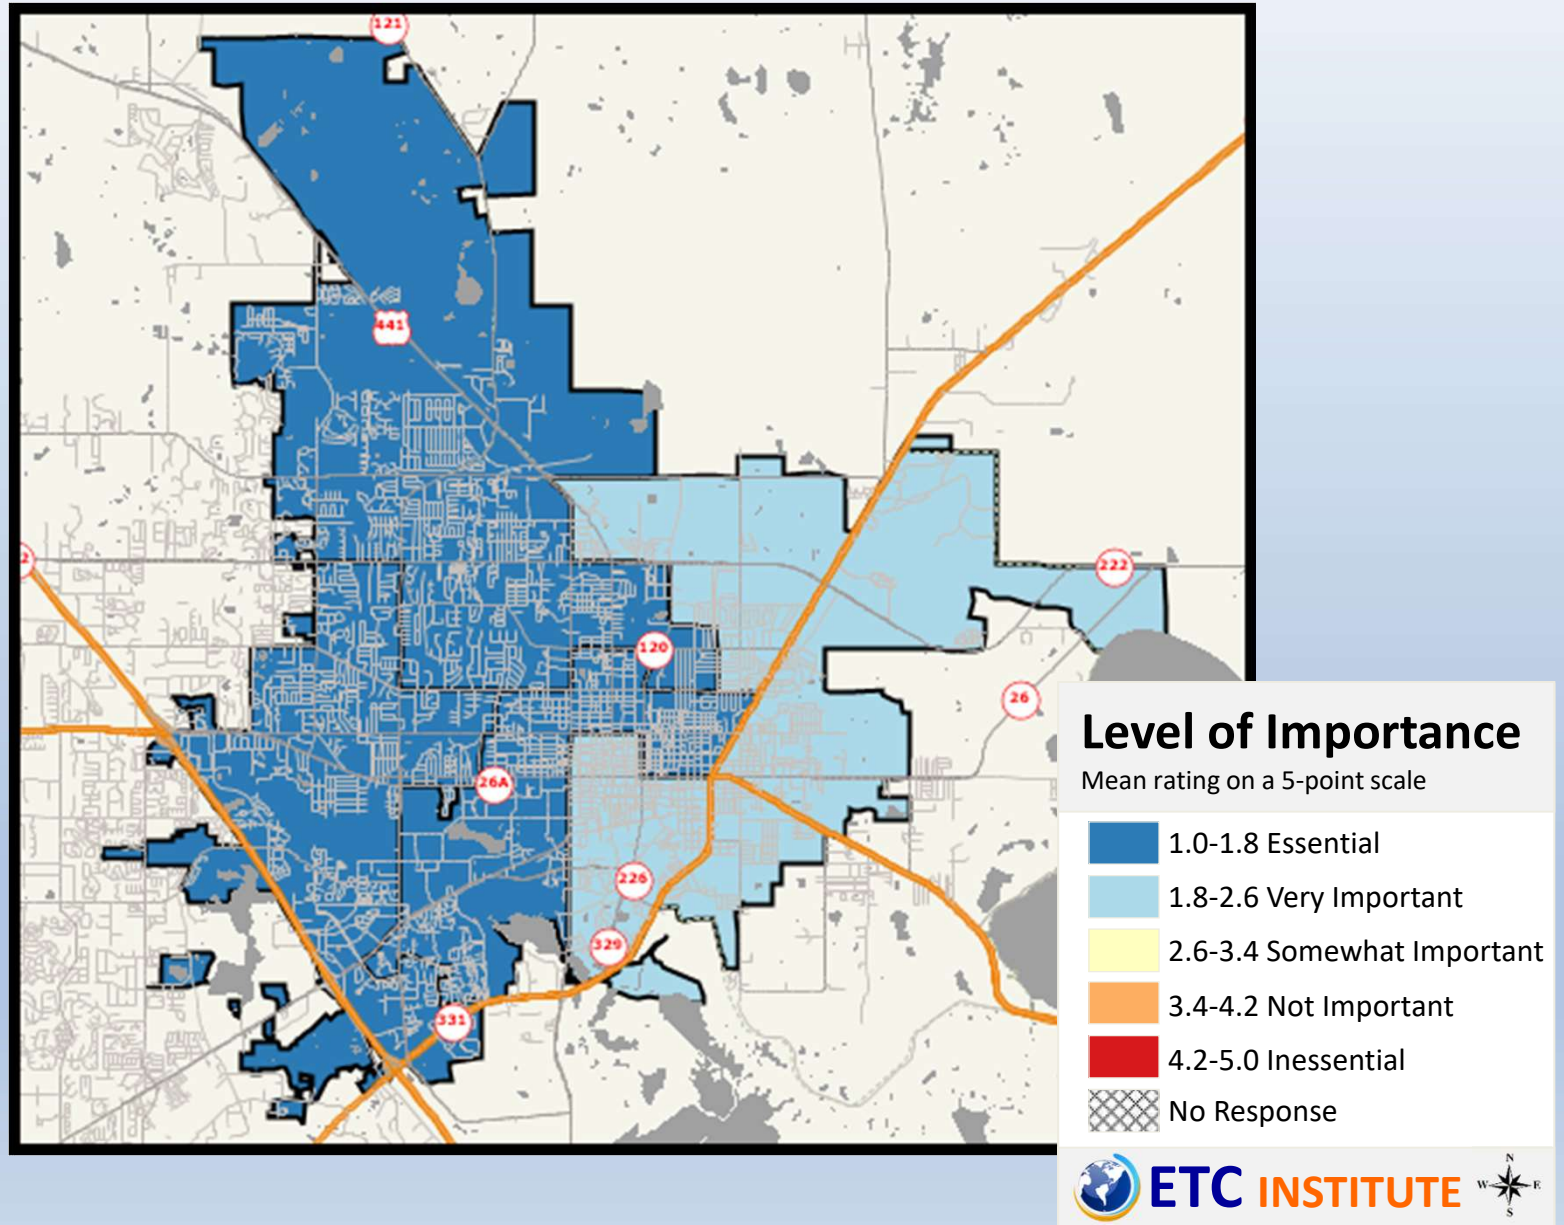 121
441
2
222
120
26
26A
226
329
331
Level of Importance
Mean rating on a 5-point scale
1.0-1.8 Essential
1.8-2.6 Very Important
2.6-3.4 Somewhat Important
3.4-4.2 Not Important
4.2-5.0 Inessential
No Response
ETC INSTITUTE
N
W E
S